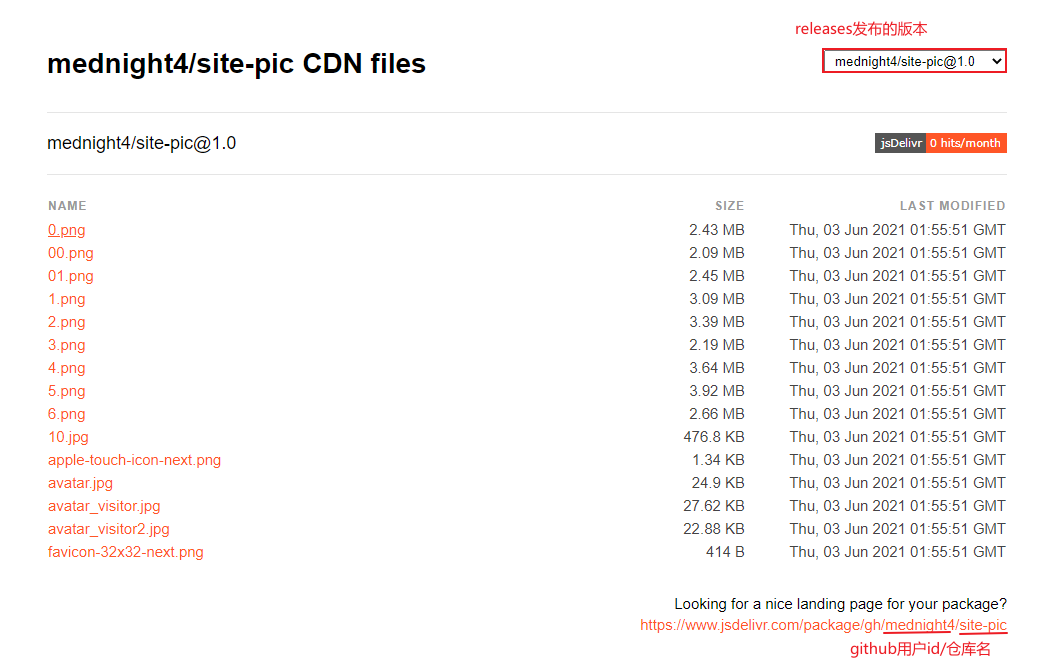 releases发布的版本
mednight4/site-pic CDN files
mednight4/site-pic@1.0
mednight4/site-pic@1.0
jsDelivr 0 hits/month
NAME SIZE LAST MODIFIED
0.png 2.43 MB Thu, 03 Jun 2021 01:55:51 GMT
00.png 2.09 MB Thu, 03 Jun 2021 01:55:51 GMT
01.png 2.45 MB Thu, 03 Jun 2021 01:55:51 GMT
1.png 3.09 MB Thu, 03 Jun 2021 01:55:51 GMT
2.png 3.39 MB Thu, 03 Jun 2021 01:55:51 GMT
3.png 2.19 MB Thu, 03 Jun 2021 01:55:51 GMT
4.png 3.64 MB Thu, 03 Jun 2021 01:55:51 GMT
5.png 3.92 MB Thu, 03 Jun 2021 01:55:51 GMT
6.png 2.66 MB Thu, 03 Jun 2021 01:55:51 GMT
10.jpg 476.8 KB Thu, 03 Jun 2021 01:55:51 GMT
apple-touch-icon-next.png 1.34 KB Thu, 03 Jun 2021 01:55:51 GMT
avatar.jpg 24.9 KB Thu, 03 Jun 2021 01:55:51 GMT
avatar_visitor.jpg 27.62 KB Thu, 03 Jun 2021 01:55:51 GMT
avatar_visitor2.jpg 22.88 KB Thu, 03 Jun 2021 01:55:51 GMT
favicon-32x32-next.png 414 B Thu, 03 Jun 2021 01:55:51 GMT
Looking for a nice landing page for your package?
https://www.jsdelivr.com/package/gh/mednight4/site-pic
github用户id/仓库名